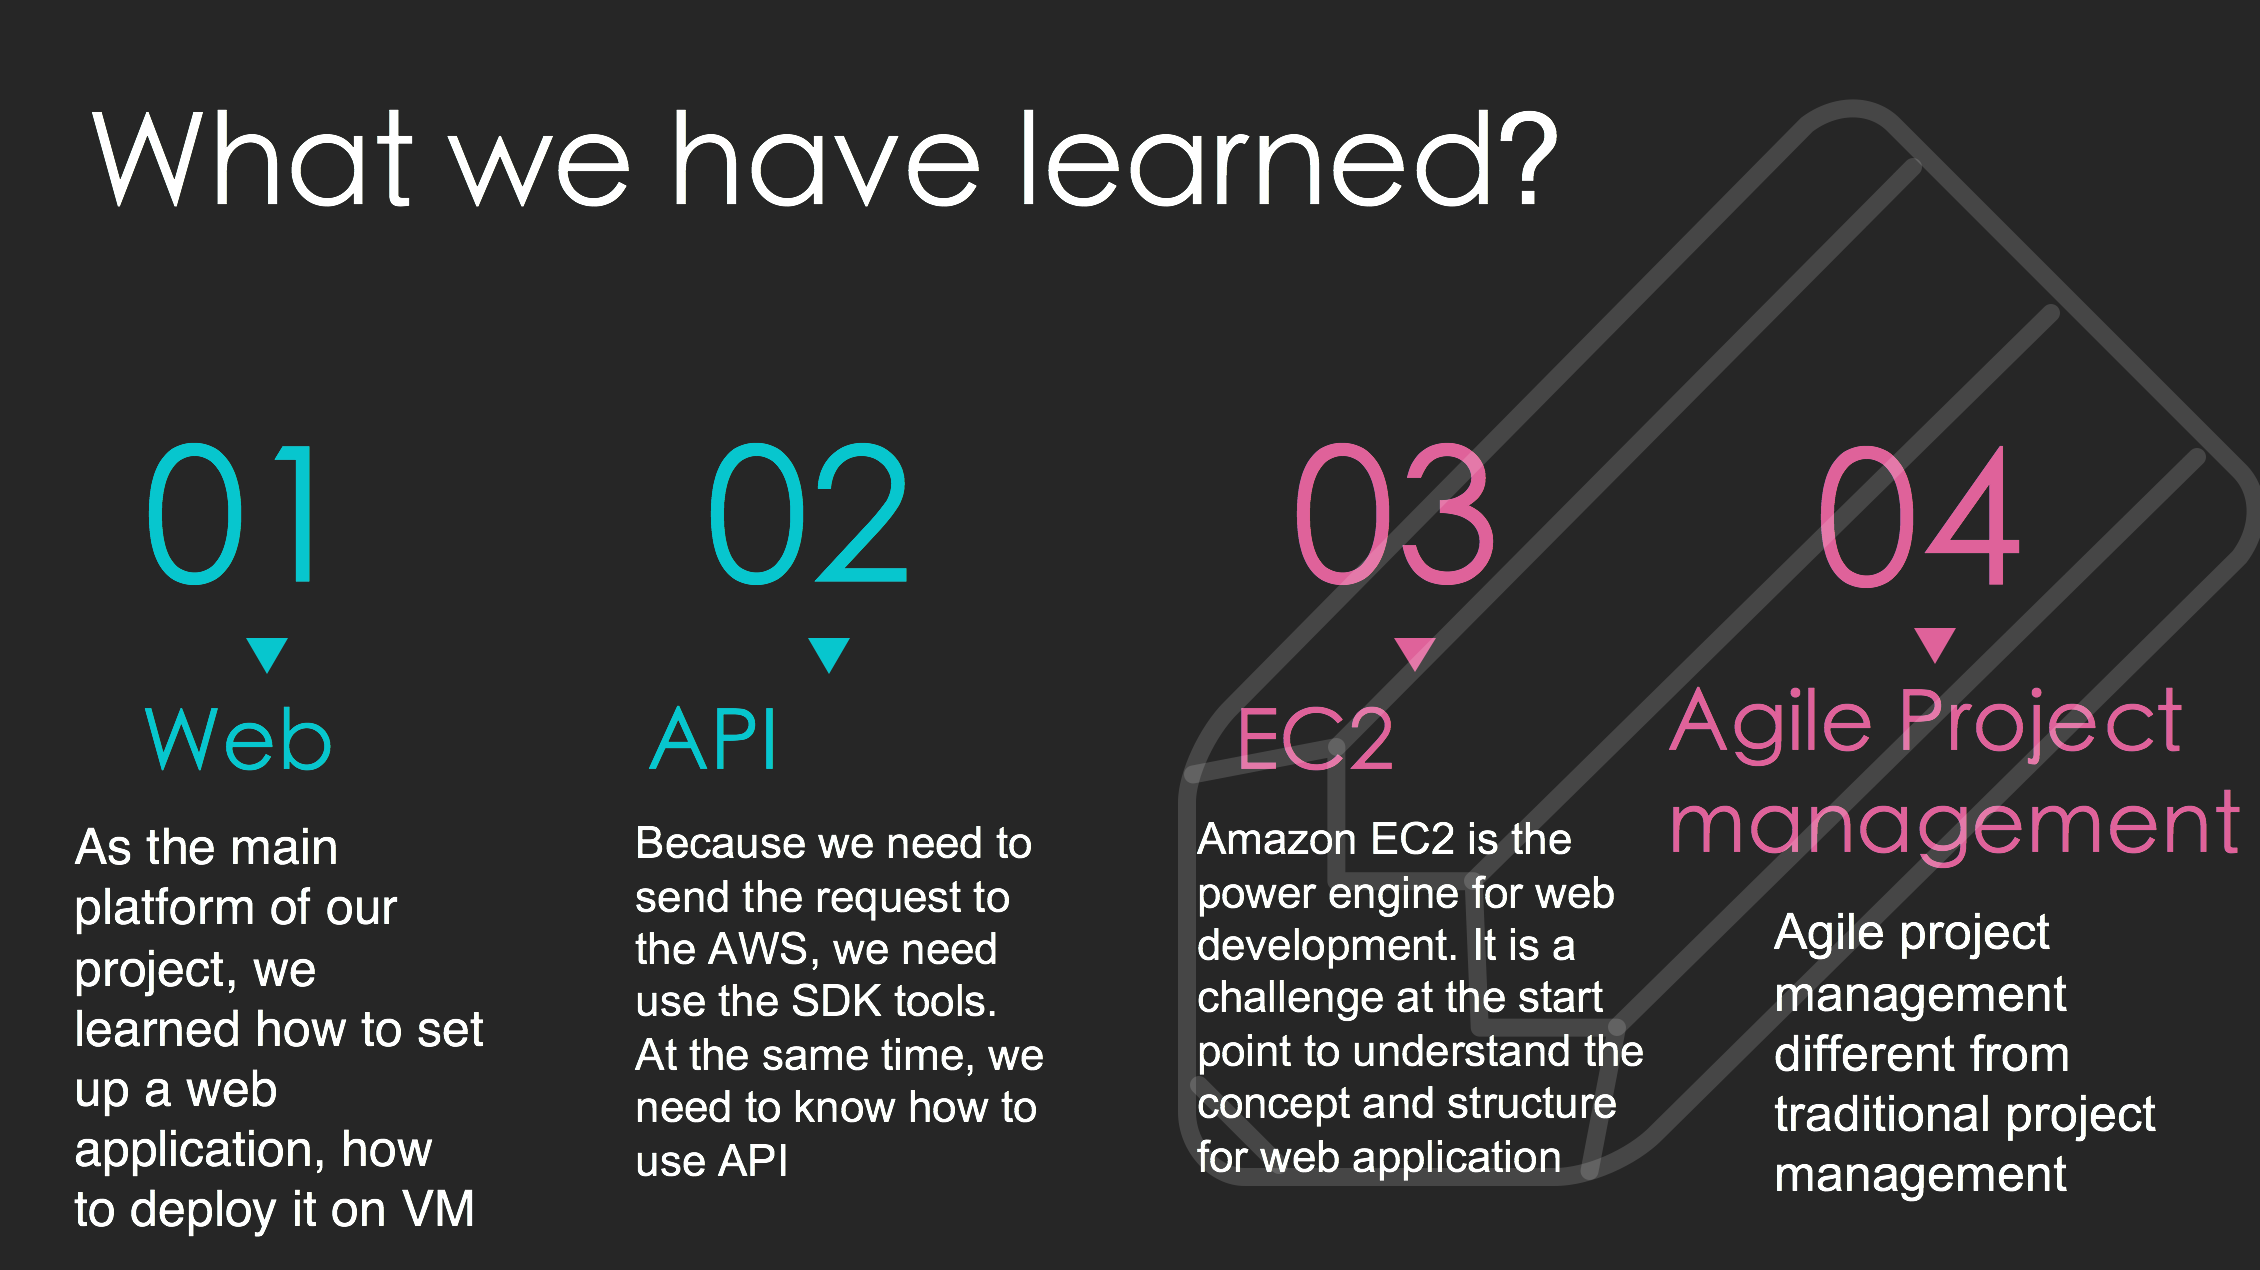 What we have learned?
01
Web
As the main
platform of our
project, we
learned how to set
up a web
application, how
to deploy it on VM
02
API
Because we need to
send the request to
the AWS, we need
use the SDK tools.
At the same time, we
need to know how to
use API
03
EC2
Amazon EC2 is the
power engine for web
development. It is a
challenge at the start
point to understand the
concept and structure
for web application
04
Agile Project
management
Agile project
management
different from
traditional project
management